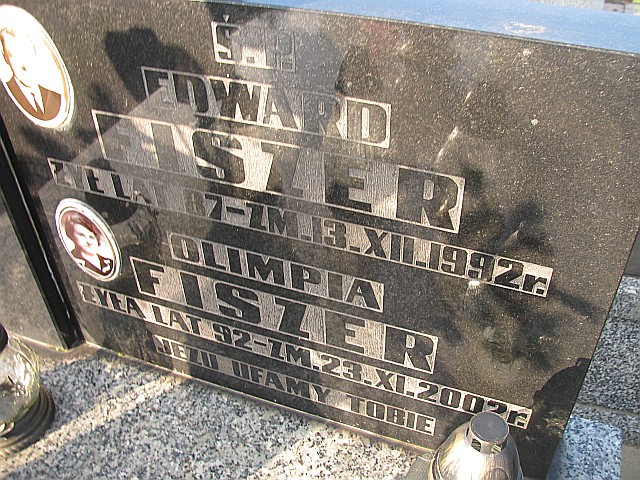 Ś.P.
EDWARD
FISZER
ŻYŁ LAT 87-ZM.13.XII.1992r.
OLIMPIA
FISZER
ŻYŁA LAT 92-ZM.23.XI.2002r.
JEZU UFAMY TOBIE